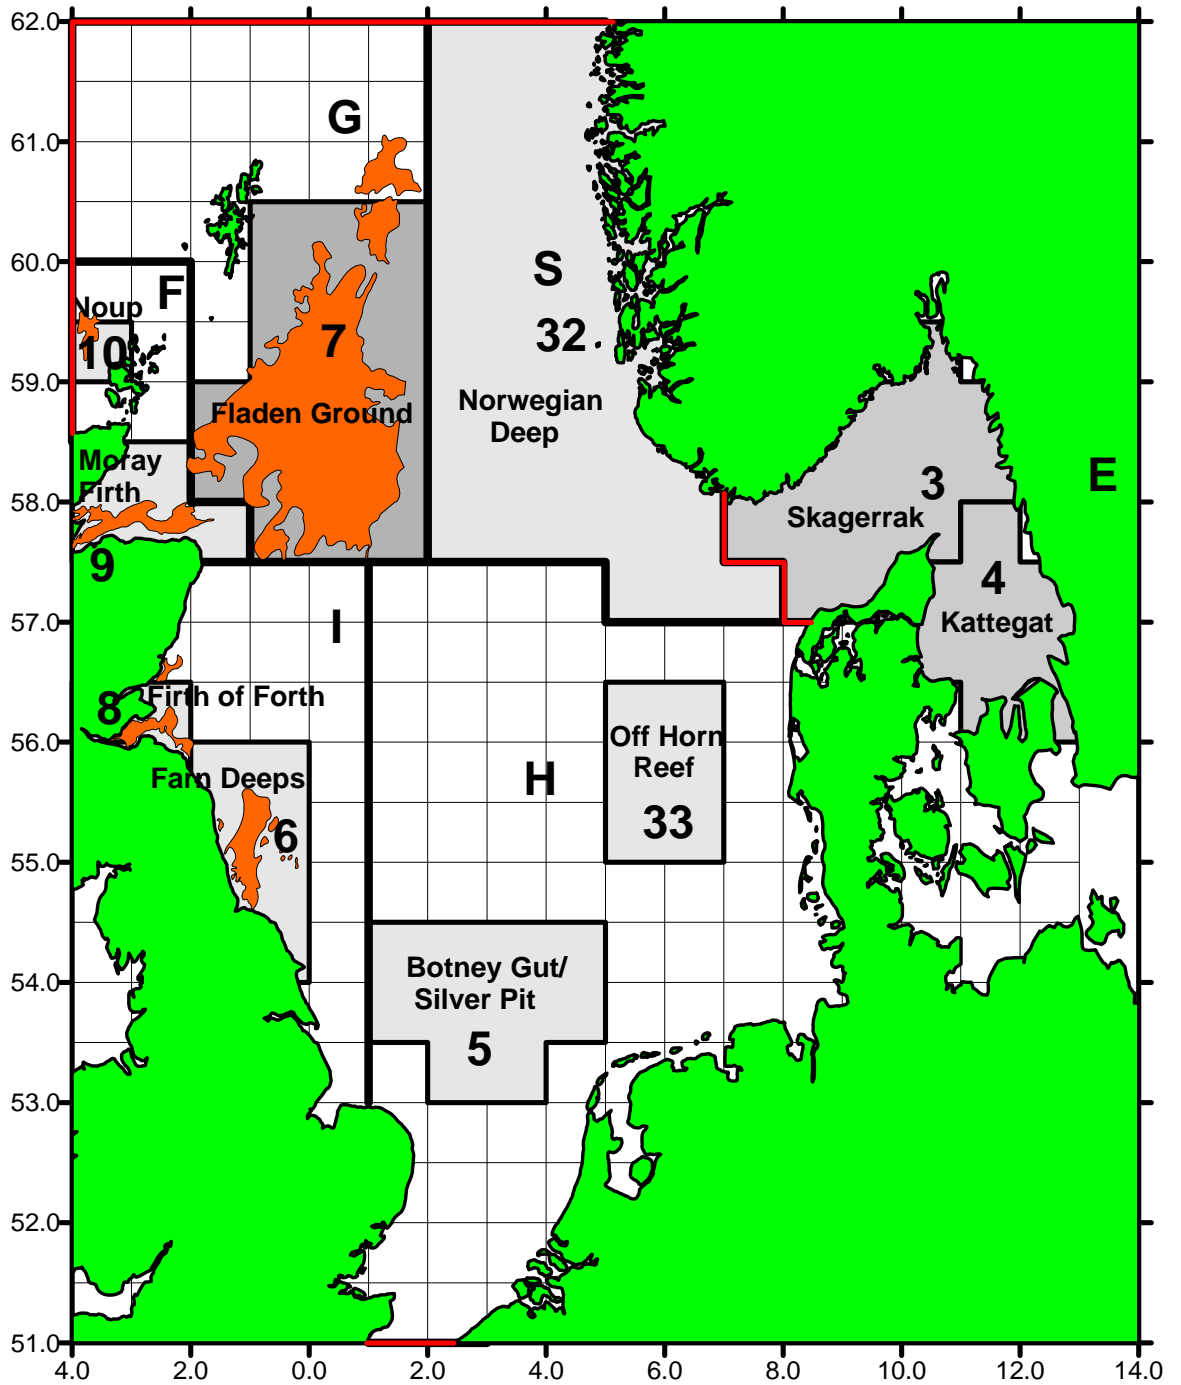 62.0
61.0
60.0
59.0
58.0
57.0
56.0
55.0
54.0
53.0
52.0
51.0
G
F
Noup
10
S
32
7
Norwegian
Deep
Fladen Ground
Moray
Firth
9
3
Skagerrak
E
4
Kattegat
I
8
Firth of Forth
Farn Deeps
6
H
Off Horn
Reef
33
Botney Gut/
Silver Pit
5
4.0 2.0 0.0 2.0 4.0 6.0 8.0 10.0 12.0 14.0